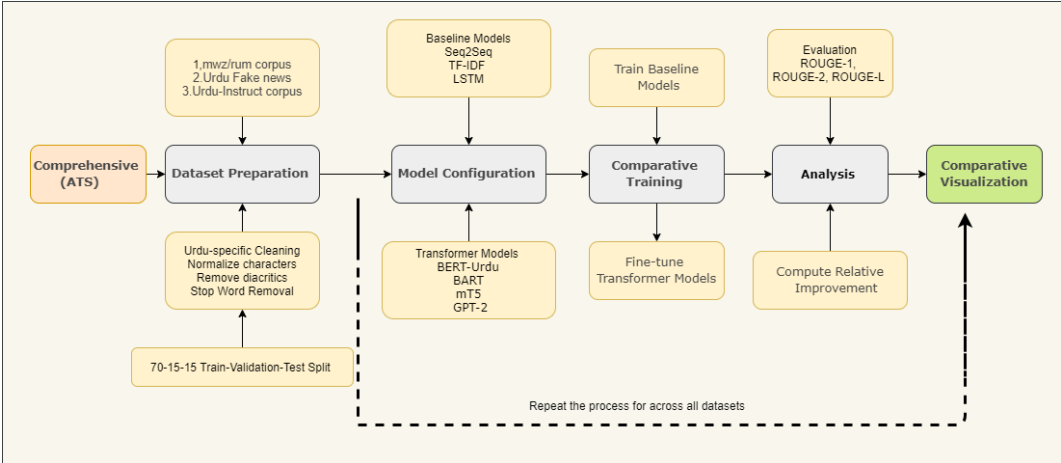 1,mwz/rum corpus
2.Urdu Fake news
3.Urdu-Instruct corpus
Baseline Models
Seq2Seq
TF-IDF
LSTM
Train Baseline
Models
Evaluation
ROUGE-1,
ROUGE-2, ROUGE-L
Comprehensive
(ATS)
Dataset Preparation
Model Configuration
Comparative
Training
Analysis
Comparative
Visualization
Urdu-specific Cleaning
Normalize characters
Remove diacritics
Stop Word Removal
Transformer Models
BERT-Urdu
BART
mT5
GPT-2
Fine-tune
Transformer Models
Compute Relative
Improvement
70-15-15 Train-Validation-Test Split
Repeat the process for across all datasets